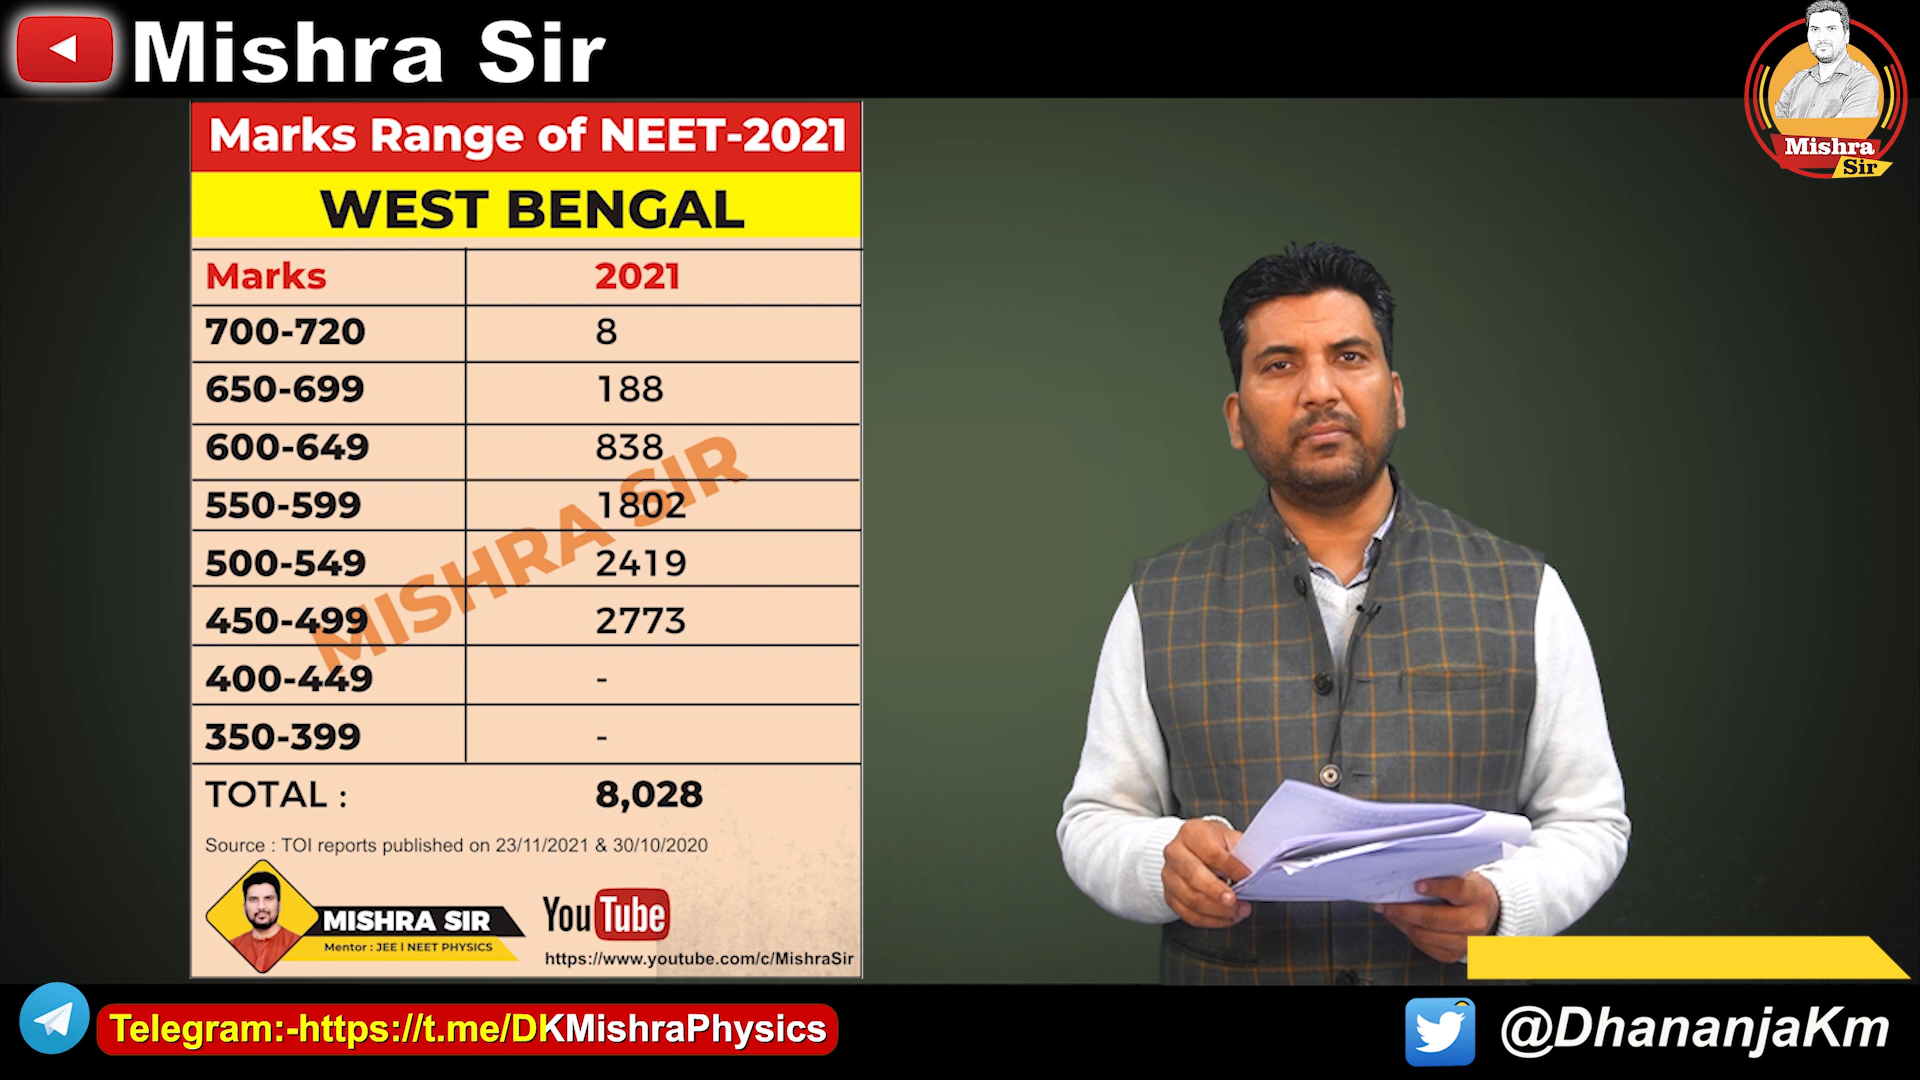 Mishra Sir
Mishra
Sir
Marks Range of NEET-2021
WEST BENGAL
Marks 2021
700-720 8
650-699 188
600-649 838
550-599 1802
500-549 2419
450-499 2773
400-449 -
350-399 -
MISHRA SIR
TOTAL : 8,028
Source : TOI reports published on 23/11/2021 & 30/10/2020
MISHRA SIR
Mentor : JEE | NEET PHYSICS
YouTube
https://www.youtube.com/c/MishraSir
Telegram:-https://t.me/DKMishraPhysics
@DhananjaKm